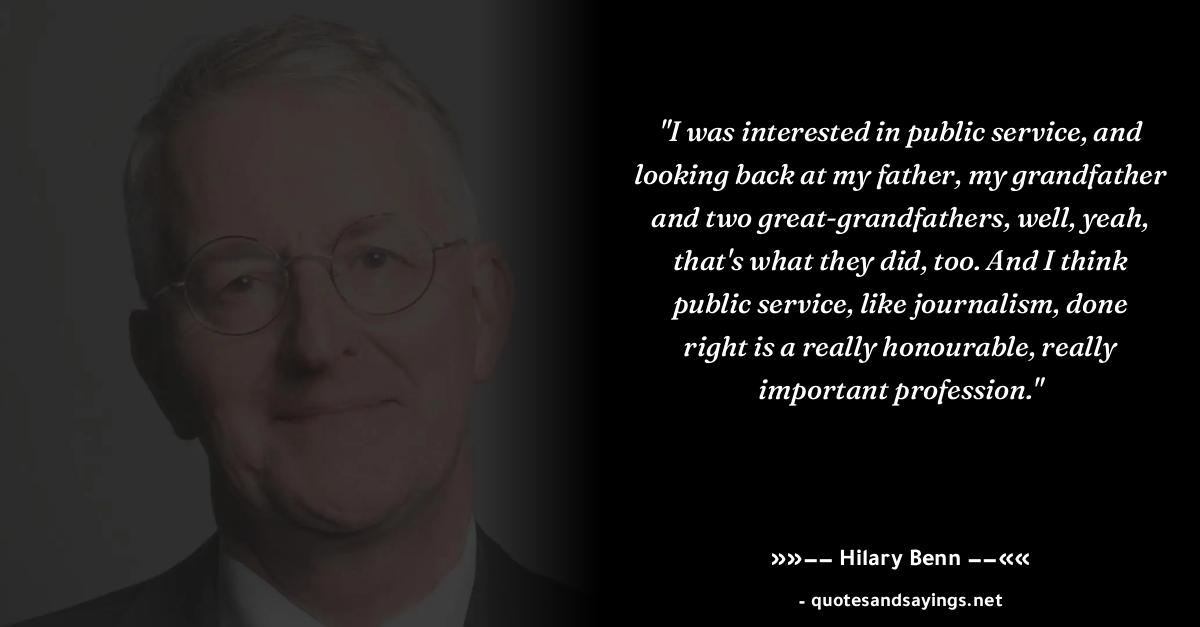 "I was interested in public service, and
looking back at my father, my grandfather
and two great-grandfathers, well, yeah,
that's what they did, too. And I think
public service, like journalism, done
right is a really honourable, really
important profession."
»»−− Hilary Benn −−««
- quotesandsayings.net